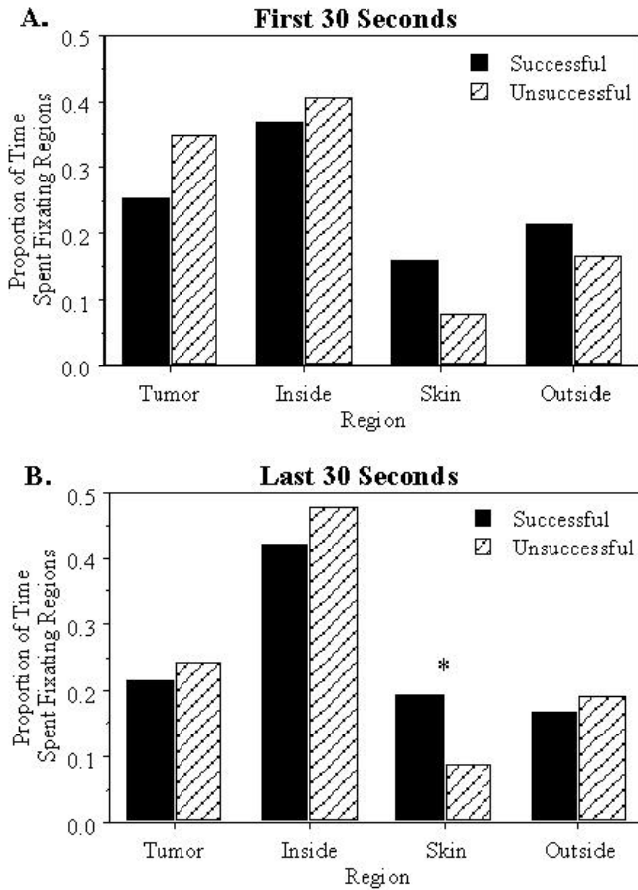 A.
First 30 Seconds
0.5
0.4
0.3
0.2
0.1
0.0
Proportion of Time
Spent Fixating Regions
Successful
Unsuccessful
Tumor Inside Skin Outside
Region
B.
Last 30 Seconds
0.5
0.4
0.3
0.2
0.1
0.0
Proportion of Time
Spent Fixating Regions
Successful
Unsuccessful
*
Tumor Inside Skin Outside
Region